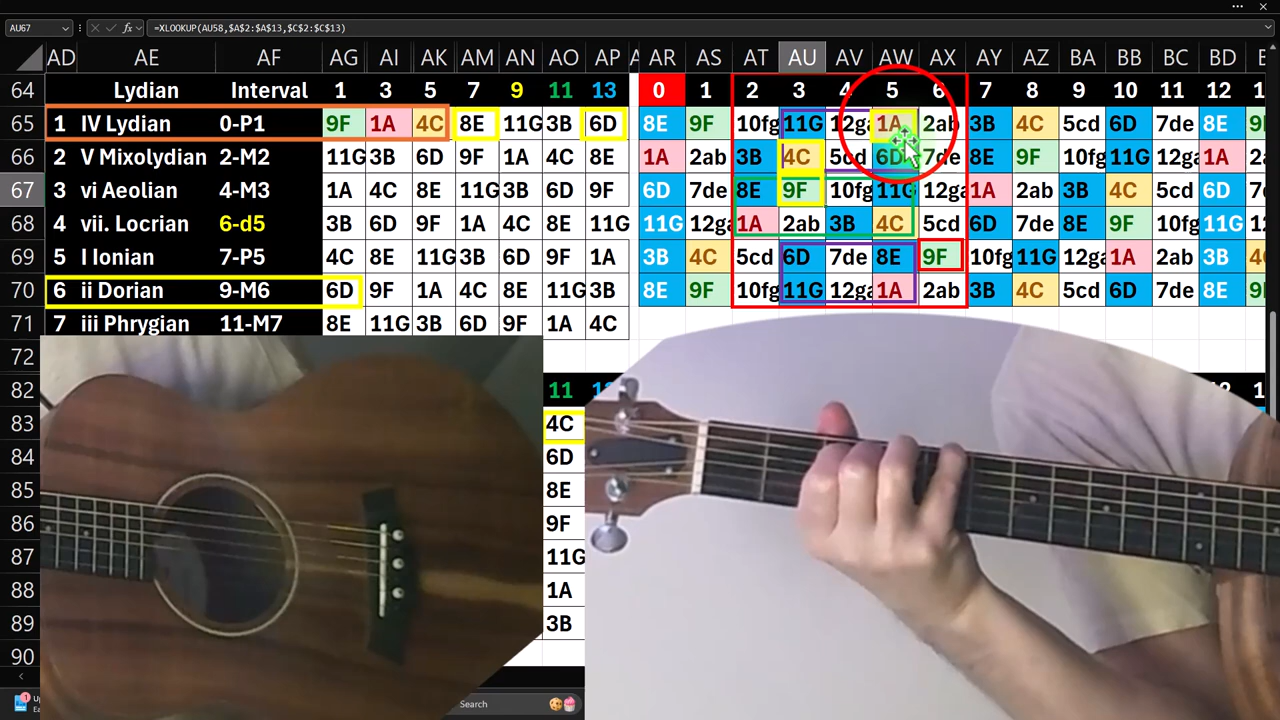 AU67 fx =XLOOKUP(AU58,$A$2:$A$13,$C$2:$C$13)
AD AE AF AG AI AK AM AN AO AP A AR AS AT AU AV AW AX AY AZ BA BB BC BD
64 Lydian Interval 1 3 5 7 9 11 13 0 1 2 3 4 5 6 7 8 9 10 11 12
65 1 IV Lydian 0-P1 9F 1A 4C 8E 11G 3B 6D 8E 9F 10fg 11G 12ga 1A 2ab 3B 4C 5cd 6D 7de 8E
66 2 V Mixolydian 2-M2 11G 3B 6D 9F 1A 4C 8E 1A 2ab 3B 4C 5cd 6D 7de 8E 9F 10fg 11G 12ga 1A
67 3 vi Aeolian 4-M3 1A 4C 8E 11G 3B 6D 9F 6D 7de 8E 9F 10fg 11G 12ga 1A 2ab 3B 4C 5cd 6D
68 4 vii. Locrian 6-d5 3B 6D 9F 1A 4C 8E 11G 11G 12ga 1A 2ab 3B 4C 5cd 6D 7de 8E 9F 10fg 11G
69 5 I Ionian 7-P5 4C 8E 11G 3B 6D 9F 1A 3B 4C 5cd 6D 7de 8E 9F 10fg 11G 12ga 1A 2ab 3B
70 6 ii Dorian 9-M6 6D 9F 1A 4C 8E 11G 3B 8E 9F 10fg 11G 12ga 1A 2ab 3B 4C 5cd 6D 7de 8E
71 7 iii Phrygian 11-M7 8E 11G 3B 6D 9F 1A 4C
72
82 11
83 4C
84 6D
85 8E
86 9F
87 11G
88 1A
89 3B
90
Search